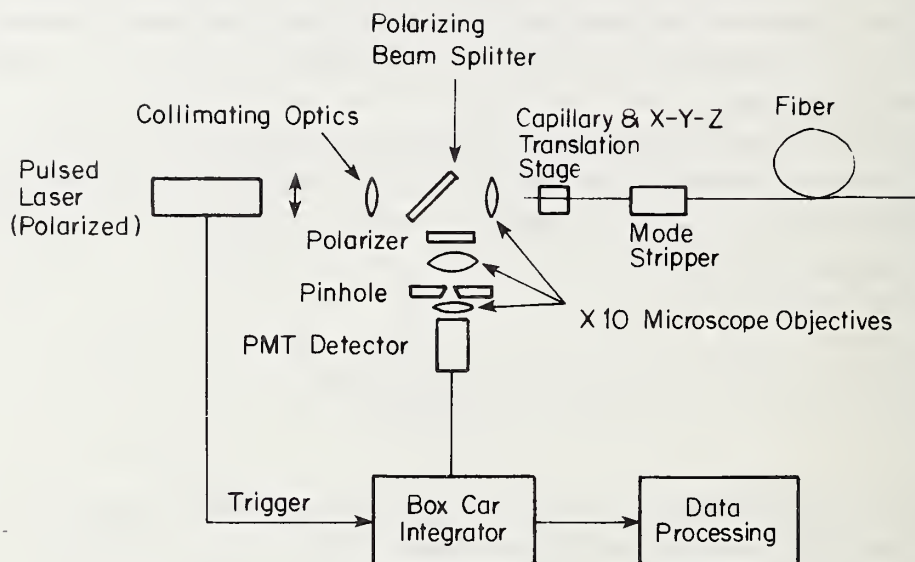 Polarizing
Beam Splitter
Collimating Optics
Capillary & X-Y-Z
Translation
Stage
Fiber
Pulsed
Laser
(Polarized)
Polarizer
Mode
Stripper
Pinhole
X10 Microscope Objectives
PMT Detector
Trigger
Box Car
Integrator
Data
Processing